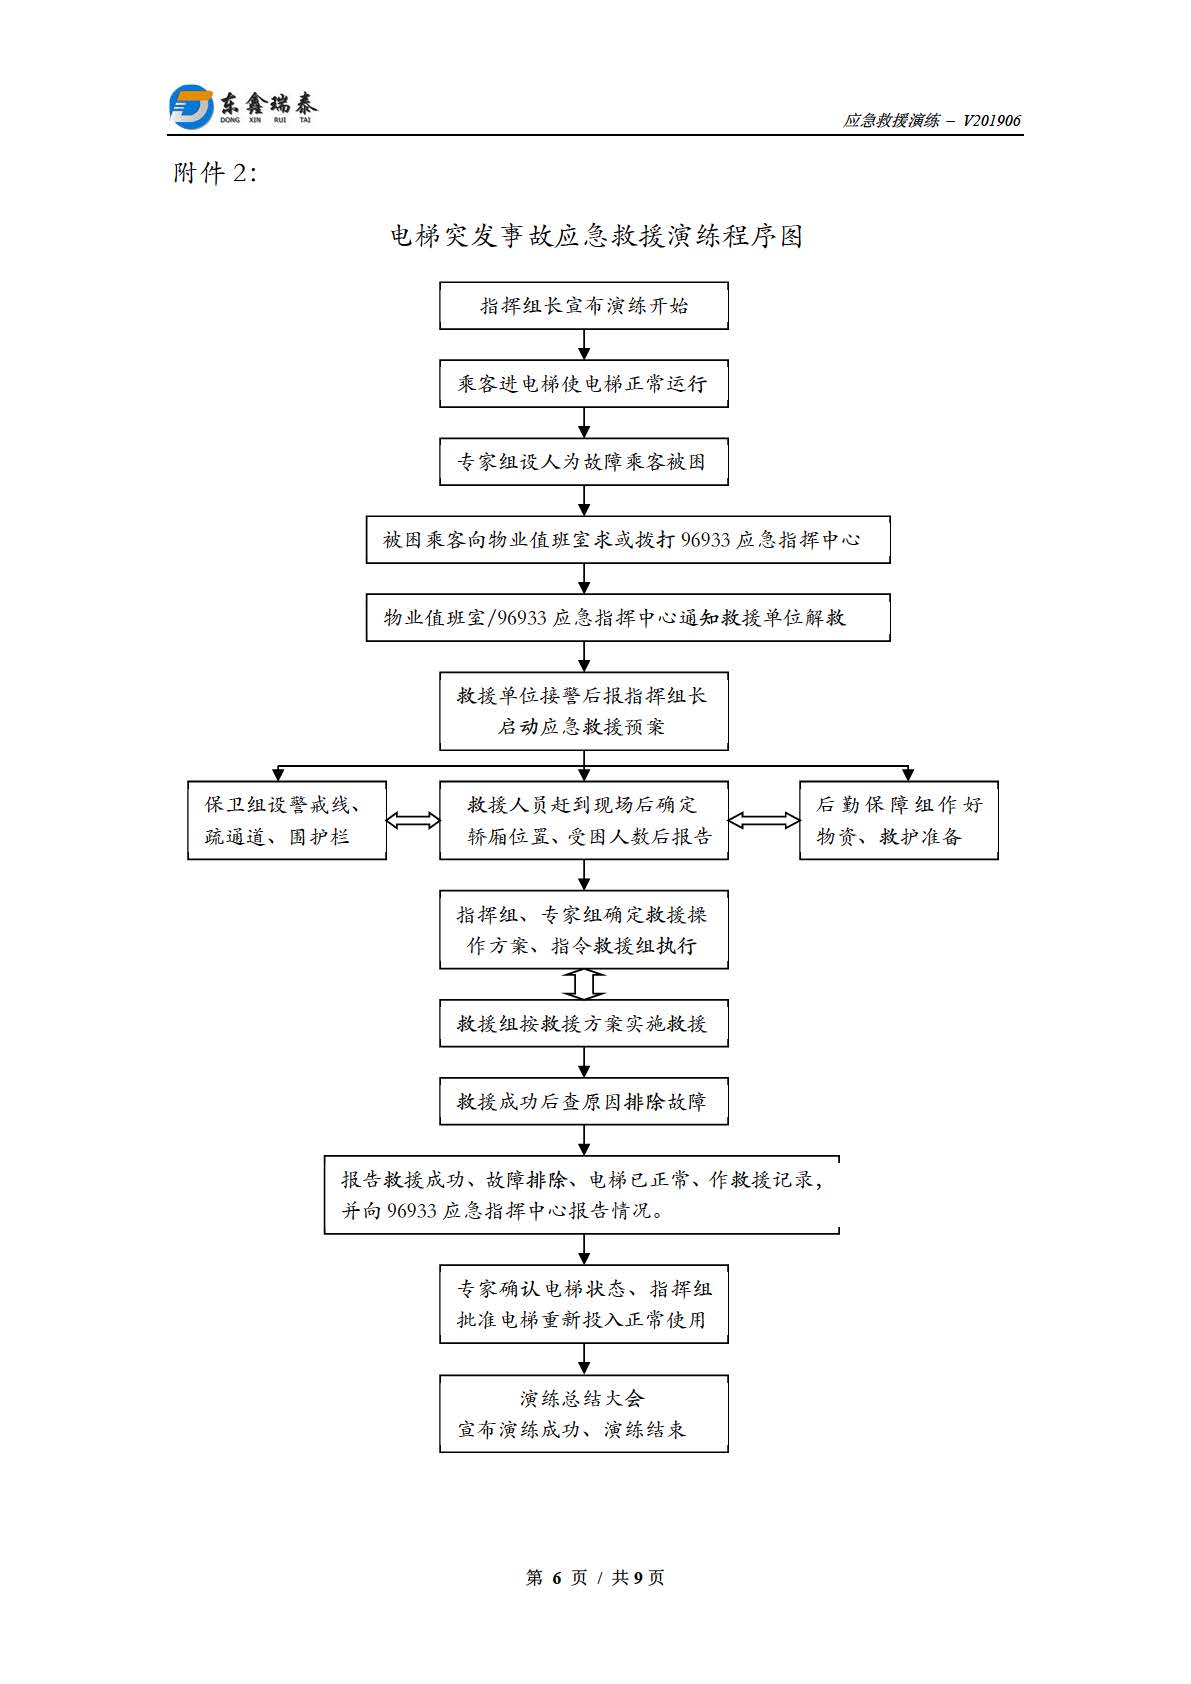 东鑫瑞泰
DONG XIN RUI TAI
应急救援演练 – V201906
附件 2:
电梯突发事故应急救援演练程序图
指挥组长宣布演练开始
乘客进电梯使电梯正常运行
专家组设人为故障乘客被困
被困乘客向物业值班室求或拨打 96933 应急指挥中心
物业值班室/96933 应急指挥中心通知救援单位解救
救援单位接警后报指挥组长
启动应急救援预案
保卫组设警戒线、
疏通道、围护栏
救援人员赶到现场后确定
轿厢位置、受困人数后报告
后勤保障组作好
物资、救护准备
指挥组、专家组确定救援操
作方案、指令救援组执行
救援组按救援方案实施救援
救援成功后查原因排除故障
报告救援成功、故障排除、电梯已正常、作救援记录，
并向 96933 应急指挥中心报告情况。
专家确认电梯状态、指挥组
批准电梯重新投入正常使用
演练总结大会
宣布演练成功、演练结束
第 6 页 / 共 9 页